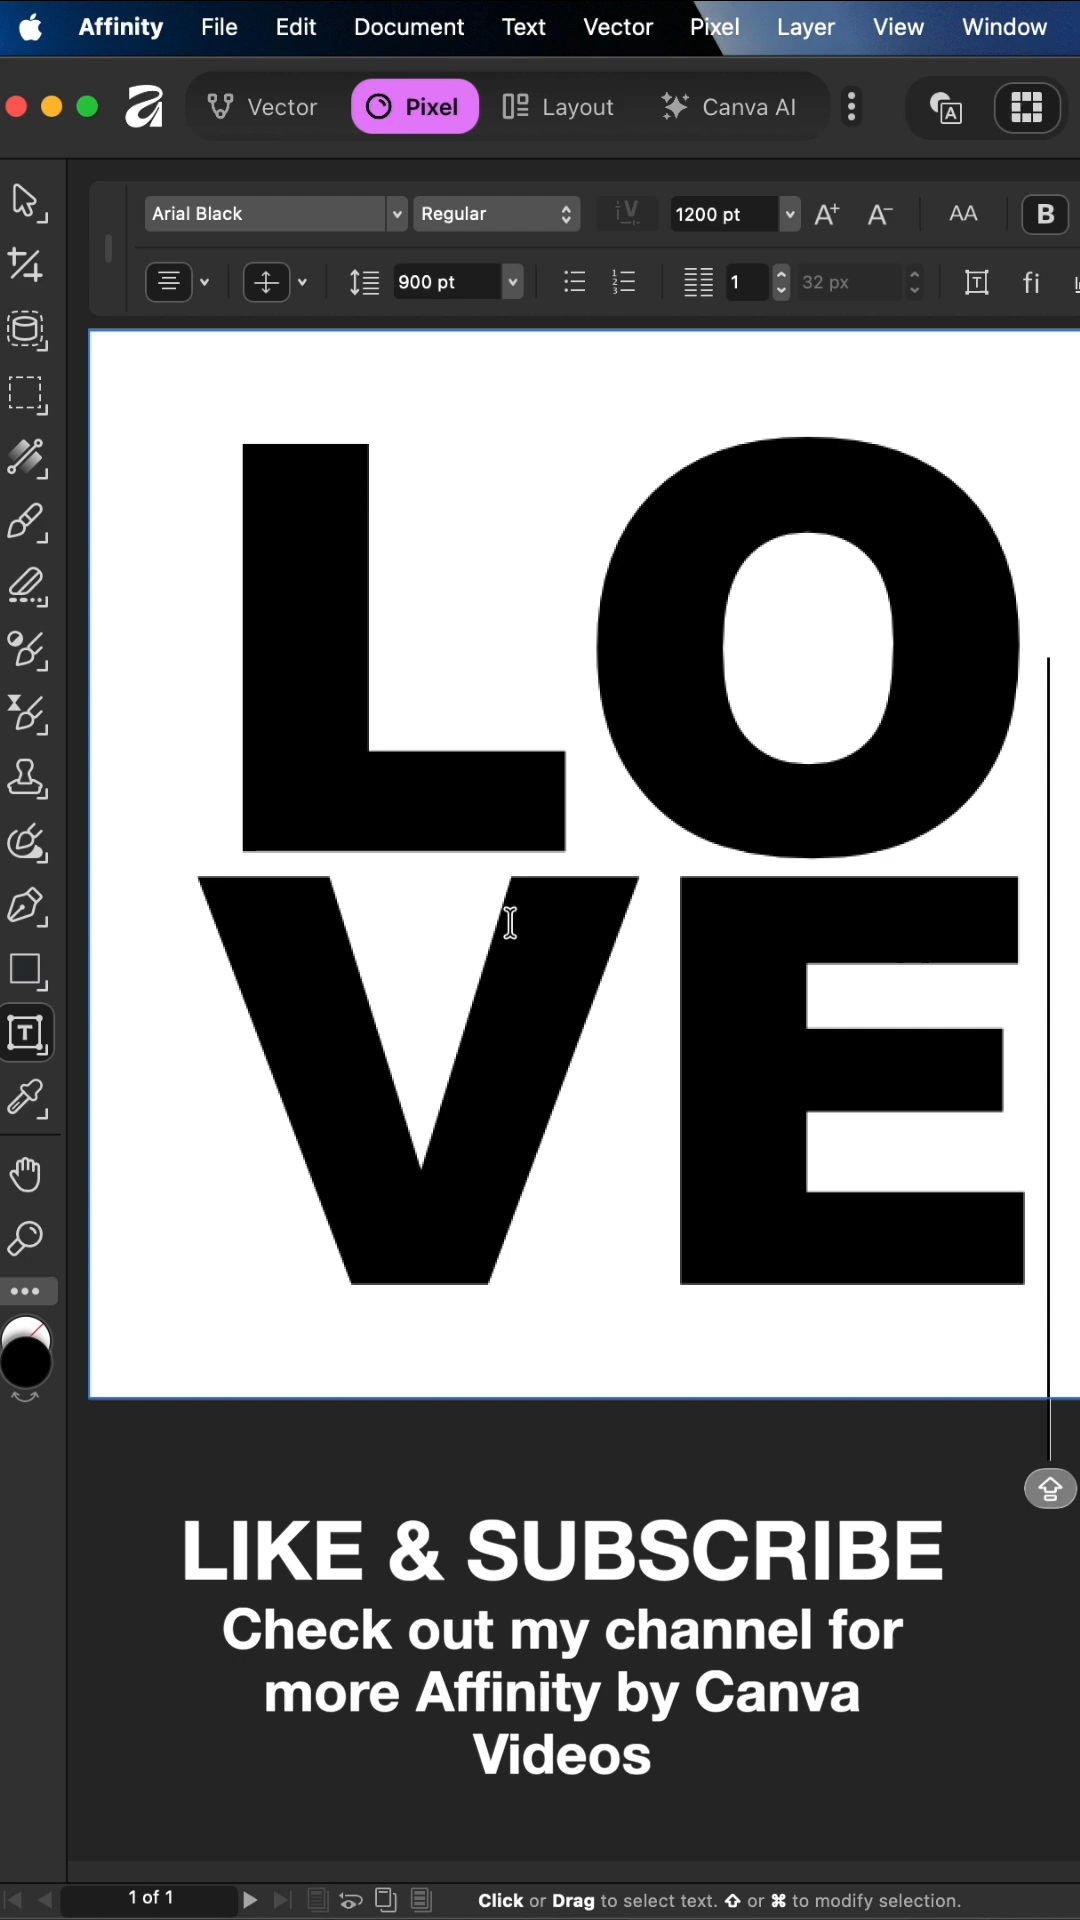 Affinity File Edit Document Text Vector Pixel Layer View Window
Vector Pixel Layout Canva AI
Arial Black Regular 1200 pt A+ A− AA B
900 pt 1 32 px fi
LO
VE
LIKE & SUBSCRIBE
Check out my channel for
more Affinity by Canva
Videos
1 of 1 Click or Drag to select text. ⇧ or ⌘ to modify selection.